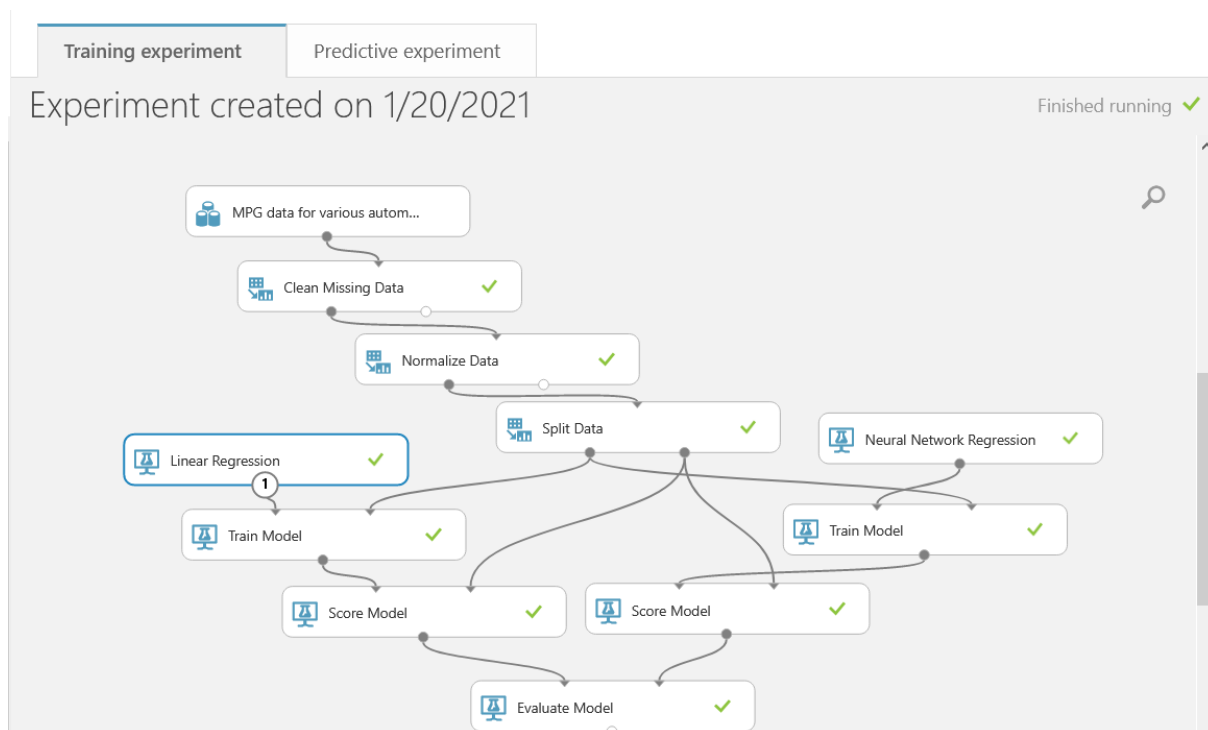 Training experiment
Predictive experiment
Experiment created on 1/20/2021
Finished running
MPG data for various autom...
Clean Missing Data
Normalize Data
Split Data
Neural Network Regression
Linear Regression
1
Train Model
Train Model
Score Model
Score Model
Evaluate Model